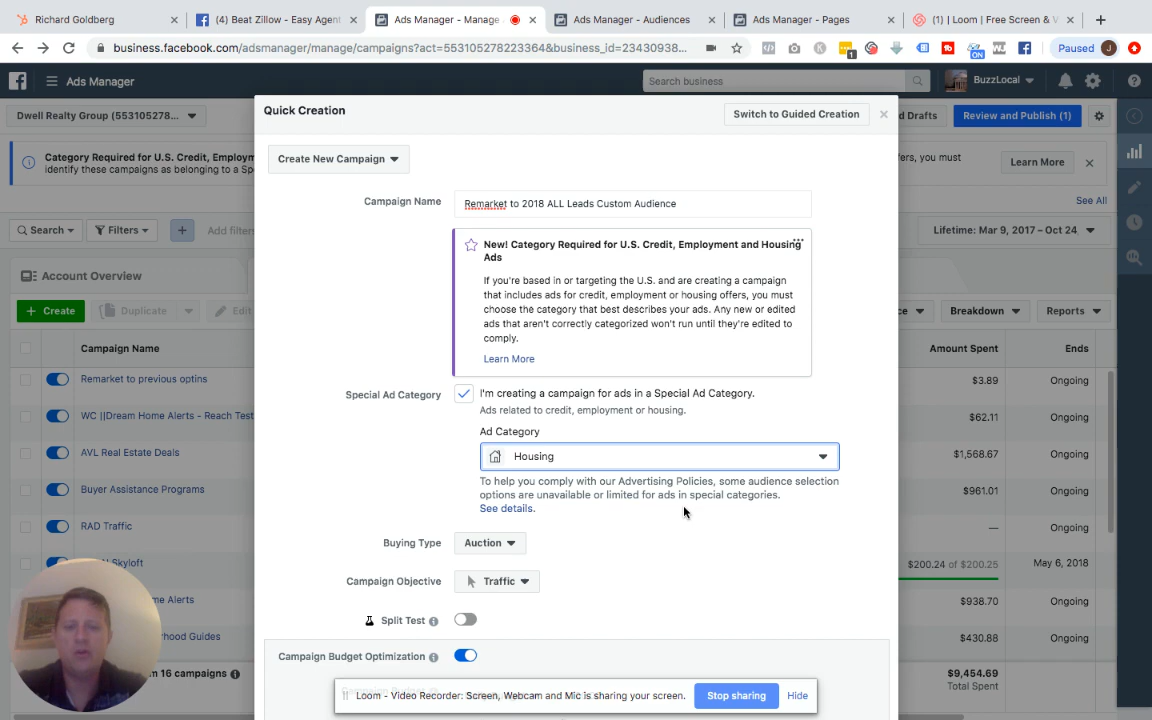 Richard Goldberg
(4) Beat Zillow - Easy Agent
Ads Manager - Manage
Ads Manager - Audiences
Ads Manager - Pages
(1) | Loom | Free Screen & V
business.facebook.com/adsmanager/manage/campaigns?act=553105278223364&business_id=23430938...
1
ON
Paused
J
Ads Manager
Search business
BuzzLocal
Dwell Realty Group (553105278...
Drafts
Review and Publish (1)
Category Required for U.S. Credit, Employm
identify these campaigns as belonging to a Spe
ers, you must
Learn More
See All
Search
Filters
Add filters
Lifetime: Mar 9, 2017 – Oct 24
Account Overview
Create
Duplicate
Edit
ce
Breakdown
Reports
Campaign Name
Amount Spent
Ends
Remarket to previous optins
$3.89
Ongoing
WC ||Dream Home Alerts - Reach Test
$62.11
Ongoing
AVL Real Estate Deals
$1,568.67
Ongoing
Buyer Assistance Programs
$961.01
Ongoing
RAD Traffic
—
Ongoing
Skyloft
$200.24 of $200.25
May 6, 2018
me Alerts
$938.70
Ongoing
rhood Guides
$430.88
Ongoing
m 16 campaigns
$9,454.69
Total Spent
Quick Creation
Switch to Guided Creation
Create New Campaign
Campaign Name
Remarket to 2018 ALL Leads Custom Audience
New! Category Required for U.S. Credit, Employment and Housing
Ads
If you're based in or targeting the U.S. and are creating a campaign
that includes ads for credit, employment or housing offers, you must
choose the category that best describes your ads. Any new or edited
ads that aren't correctly categorized won't run until they're edited to
comply.
Learn More
Special Ad Category
I'm creating a campaign for ads in a Special Ad Category.
Ads related to credit, employment or housing.
Ad Category
Housing
To help you comply with our Advertising Policies, some audience selection
options are unavailable or limited for ads in special categories.
See details.
Buying Type
Auction
Campaign Objective
Traffic
Split Test
Campaign Budget Optimization
Loom - Video Recorder: Screen, Webcam and Mic is sharing your screen.
Stop sharing
Hide